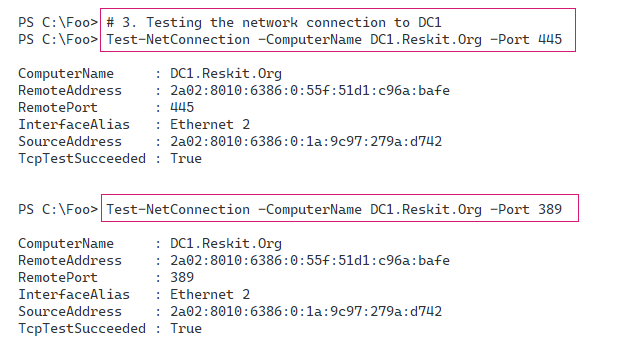 PS C:\Foo> # 3. Testing the network connection to DC1
PS C:\Foo> Test-NetConnection -ComputerName DC1.Reskit.Org -Port 445
ComputerName     : DC1.Reskit.Org
RemoteAddress    : 2a02:8010:6386:0:55f:51d1:c96a:bafe
RemotePort       : 445
InterfaceAlias   : Ethernet 2
SourceAddress    : 2a02:8010:6386:0:1a:9c97:279a:d742
TcpTestSucceeded : True
PS C:\Foo> Test-NetConnection -ComputerName DC1.Reskit.Org -Port 389
ComputerName     : DC1.Reskit.Org
RemoteAddress    : 2a02:8010:6386:0:55f:51d1:c96a:bafe
RemotePort       : 389
InterfaceAlias   : Ethernet 2
SourceAddress    : 2a02:8010:6386:0:1a:9c97:279a:d742
TcpTestSucceeded : True